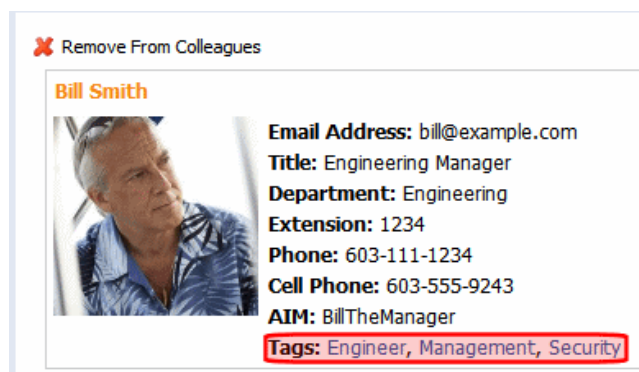 Remove From Colleagues
Bill Smith
Email Address: bill@example.com
Title: Engineering Manager
Department: Engineering
Extension: 1234
Phone: 603-111-1234
Cell Phone: 603-555-9243
AIM: BillTheManager
Tags: Engineer, Management, Security